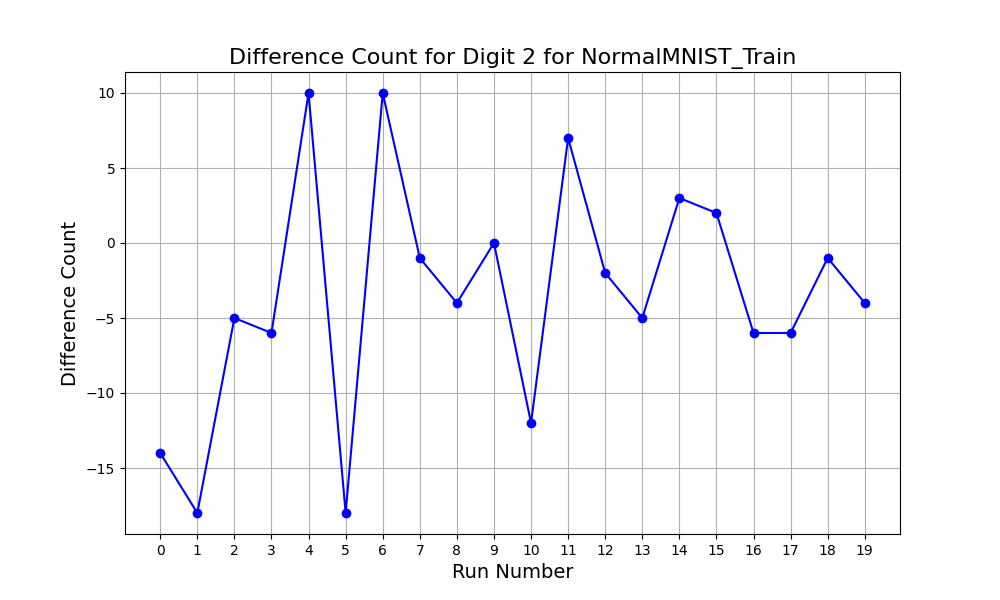 Difference Count for Digit 2 for NormalMNIST_Train
10
5
0
−5
−10
−15
Difference Count
0 1 2 3 4 5 6 7 8 9 10 11 12 13 14 15 16 17 18 19
Run Number